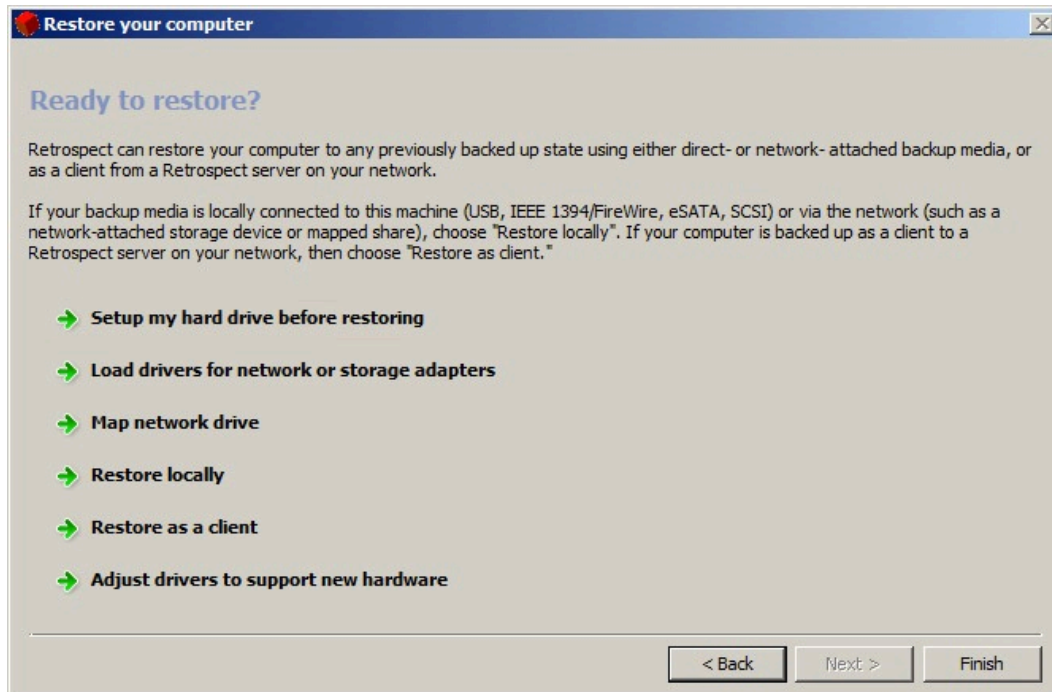 Restore your computer
Ready to restore?
Retrospect can restore your computer to any previously backed up state using either direct- or network- attached backup media, or
as a client from a Retrospect server on your network.
If your backup media is locally connected to this machine (USB, IEEE 1394/FireWire, eSATA, SCSI) or via the network (such as a
network-attached storage device or mapped share), choose "Restore locally". If your computer is backed up as a client to a
Retrospect server on your network, then choose "Restore as client."
Setup my hard drive before restoring
Load drivers for network or storage adapters
Map network drive
Restore locally
Restore as a client
Adjust drivers to support new hardware
< Back Next > Finish